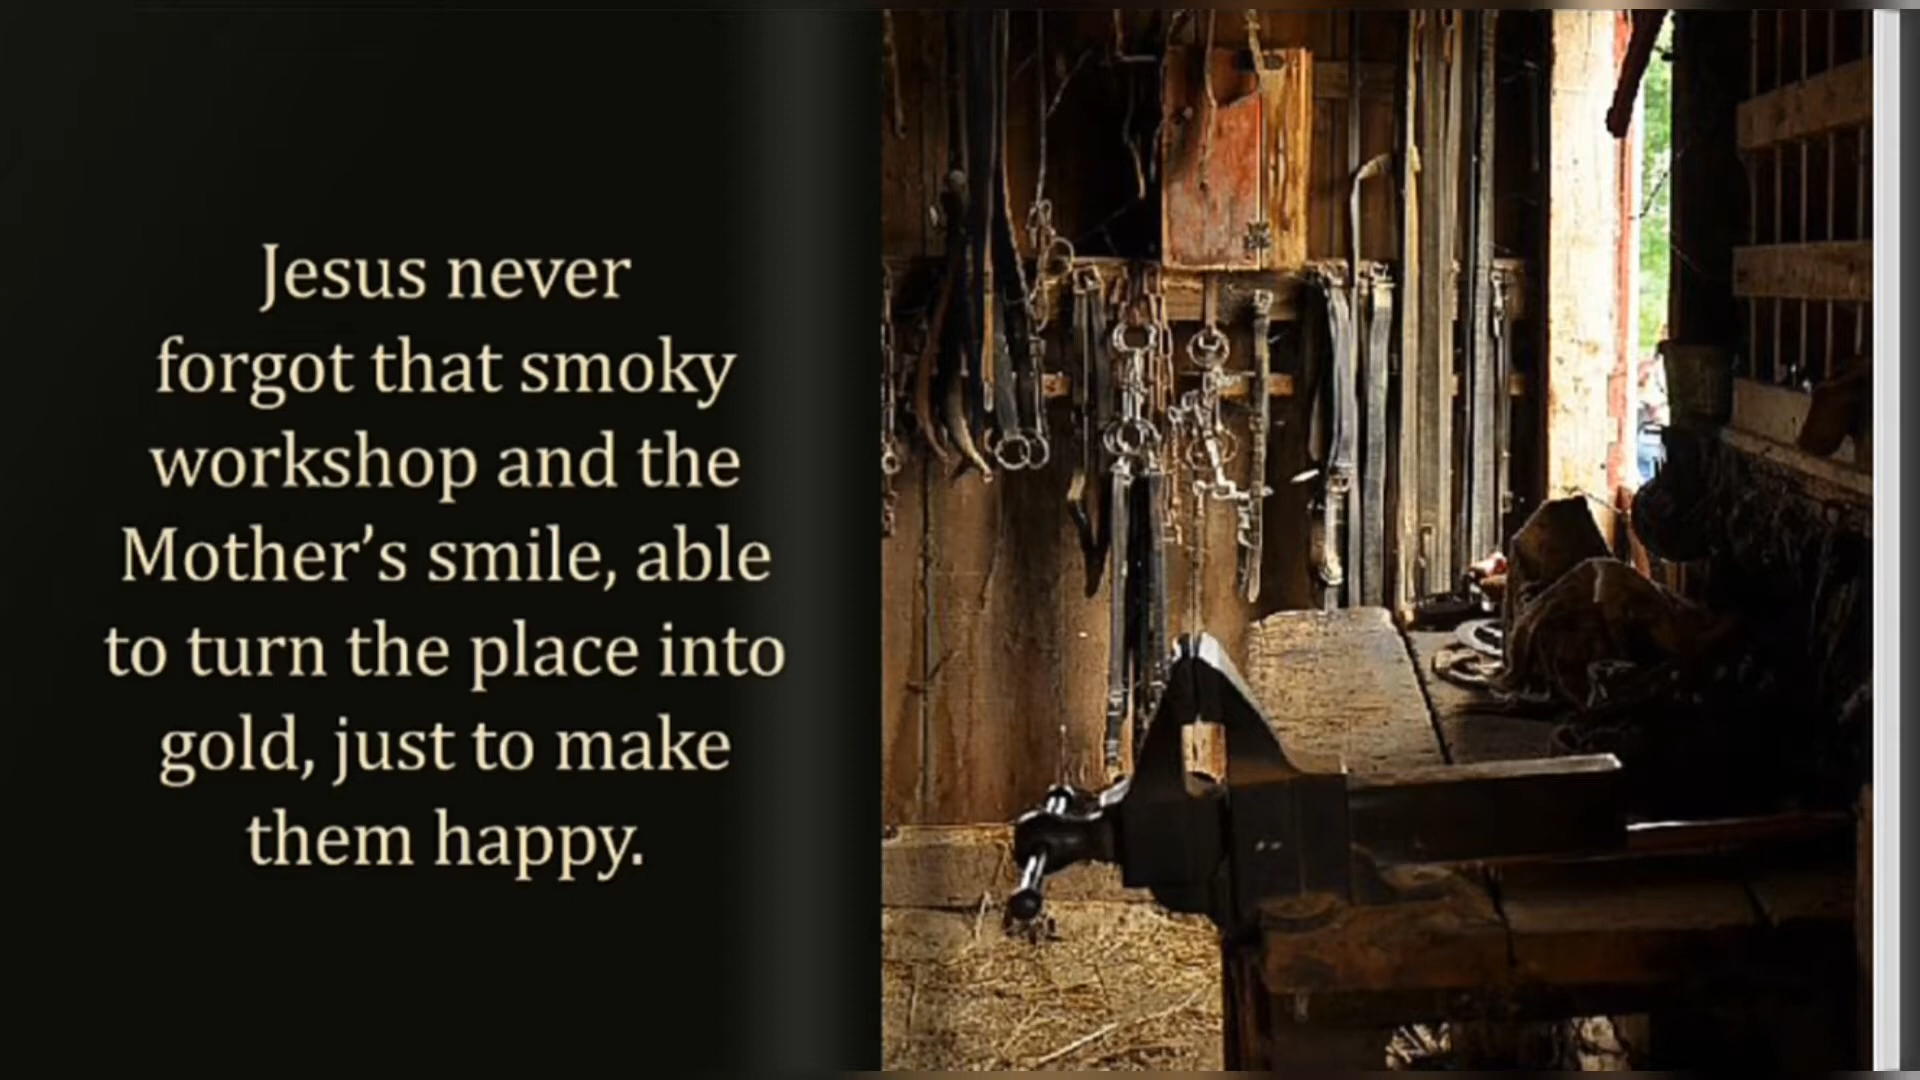 Jesus never
forgot that smoky
workshop and the
Mother’s smile, able
to turn the place into
gold, just to make
them happy.